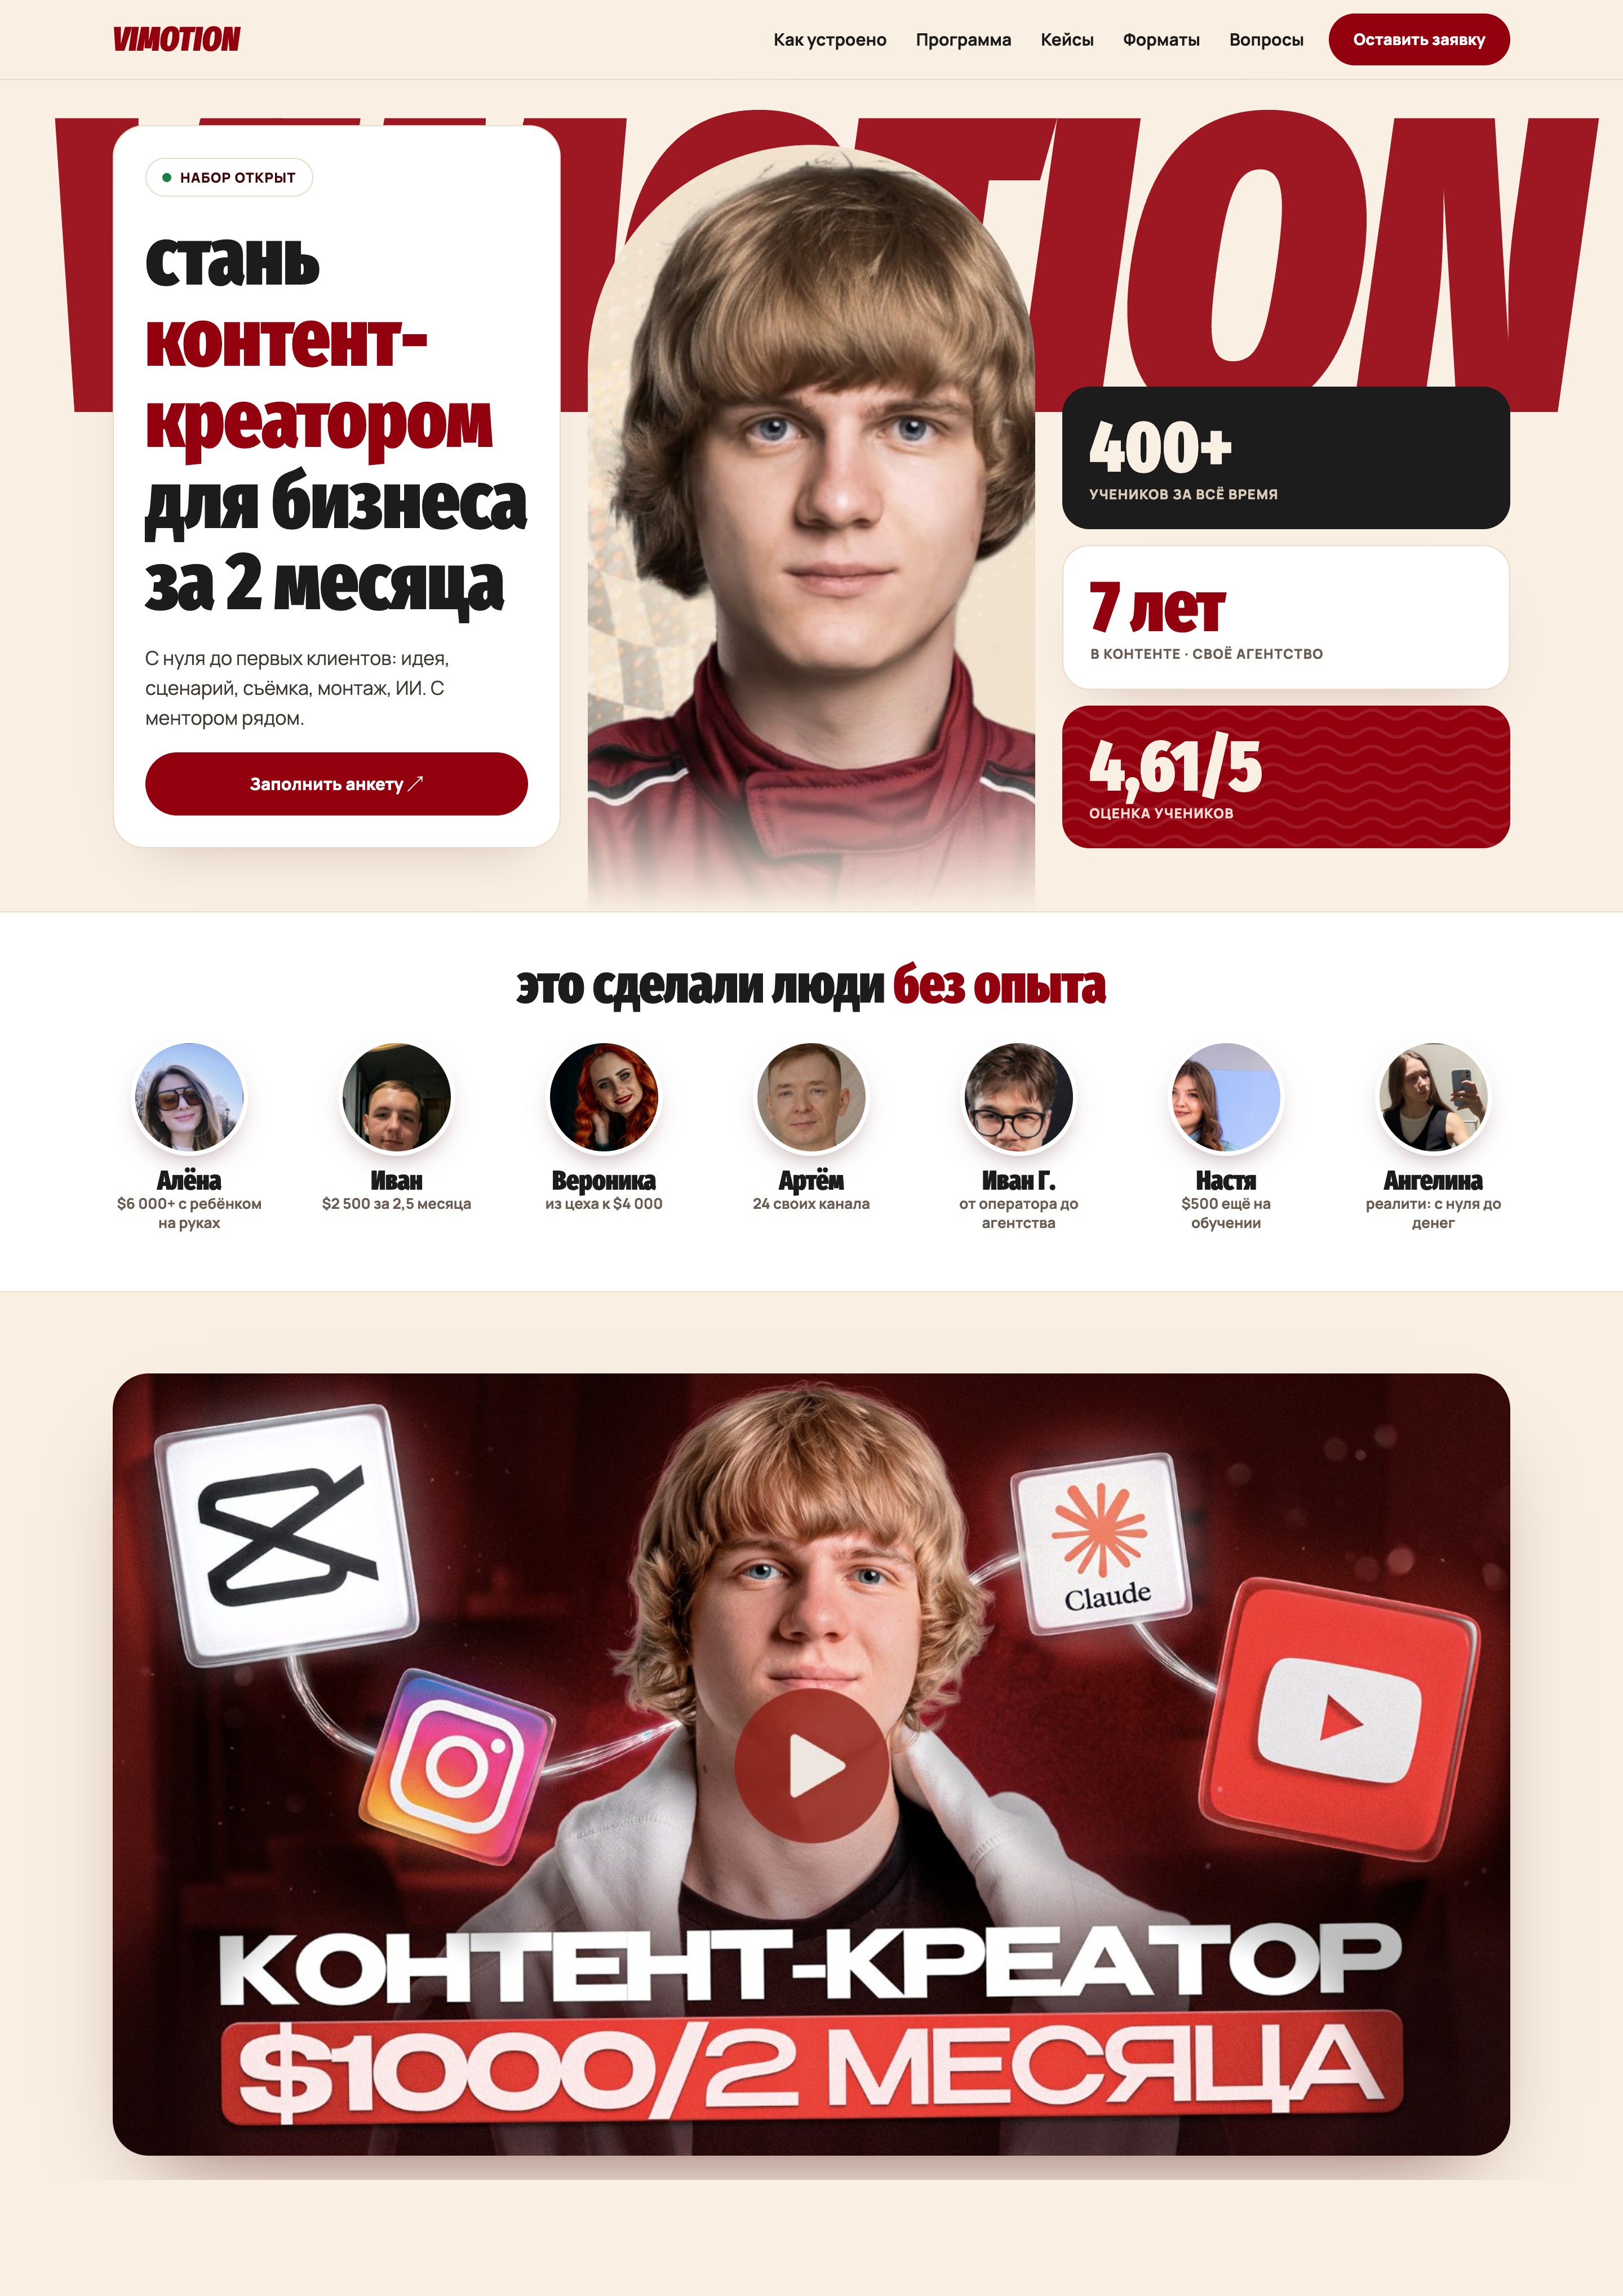 VIMOTION
Как устроено
Программа
Кейсы
Форматы
Вопросы
Оставить заявку
VIMOTION
НАБОР ОТКРЫТ
стань
контент-
креатором
для бизнеса
за 2 месяца
С нуля до первых клиентов: идея,
сценарий, съёмка, монтаж, ИИ. С
ментором рядом.
Заполнить анкету ↗
400+
УЧЕНИКОВ ЗА ВСЁ ВРЕМЯ
7 лет
В КОНТЕНТЕ · СВОЁ АГЕНТСТВО
4,61/5
ОЦЕНКА УЧЕНИКОВ
это сделали люди без опыта
Алёна
$6 000+ с ребёнком
на руках
Иван
$2 500 за 2,5 месяца
Вероника
из цеха к $4 000
Артём
24 своих канала
Иван Г.
от оператора до
агентства
Настя
$500 ещё на
обучении
Ангелина
реалити: с нуля до
денег
Claude
КОНТЕНТ-КРЕАТОР
$1000/2 МЕСЯЦА